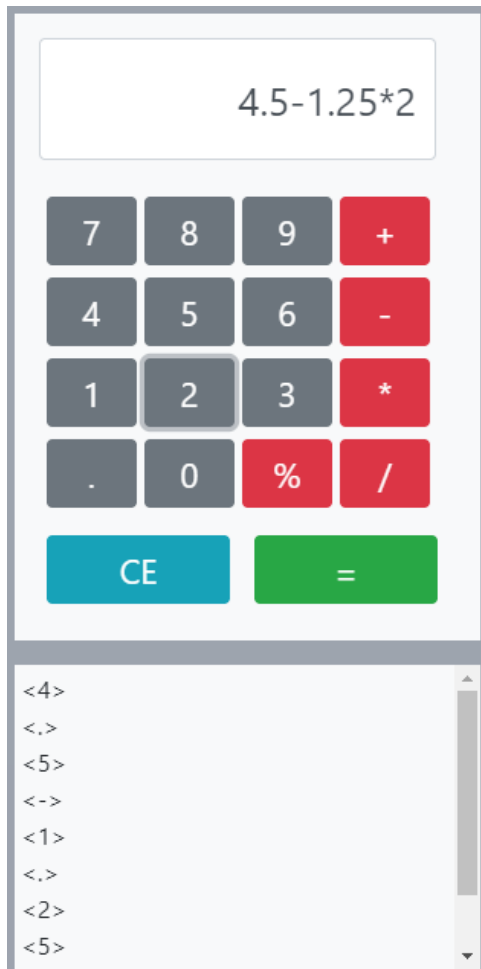 4.5-1.25*2
7 8 9 +
4 5 6 -
1 2 3 *
. 0 % /
CE =
<4>
<.>
<5>
<->
<1>
<.>
<2>
<5>